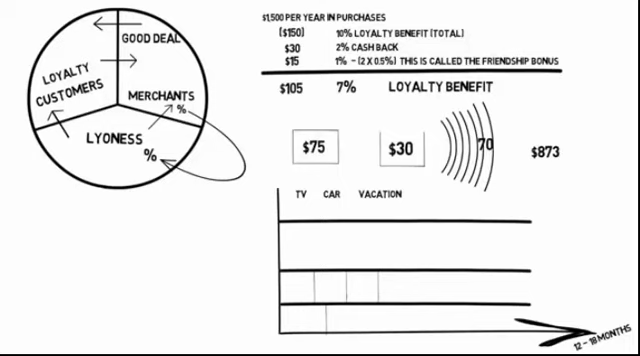 GOOD DEAL
LOYALTY
CUSTOMERS
MERCHANTS
%
LYONESS
%
$1,500 PER YEAR IN PURCHASES
($150) 10% LOYALTY BENEFIT (TOTAL)
$30 2% CASH BACK
$15 1% - (2 X 0.5%) THIS IS CALLED THE FRIENDSHIP BONUS
$105 7% LOYALTY BENEFIT
$75 $30 70 $873
TV CAR VACATION
12 - 18 MONTHS